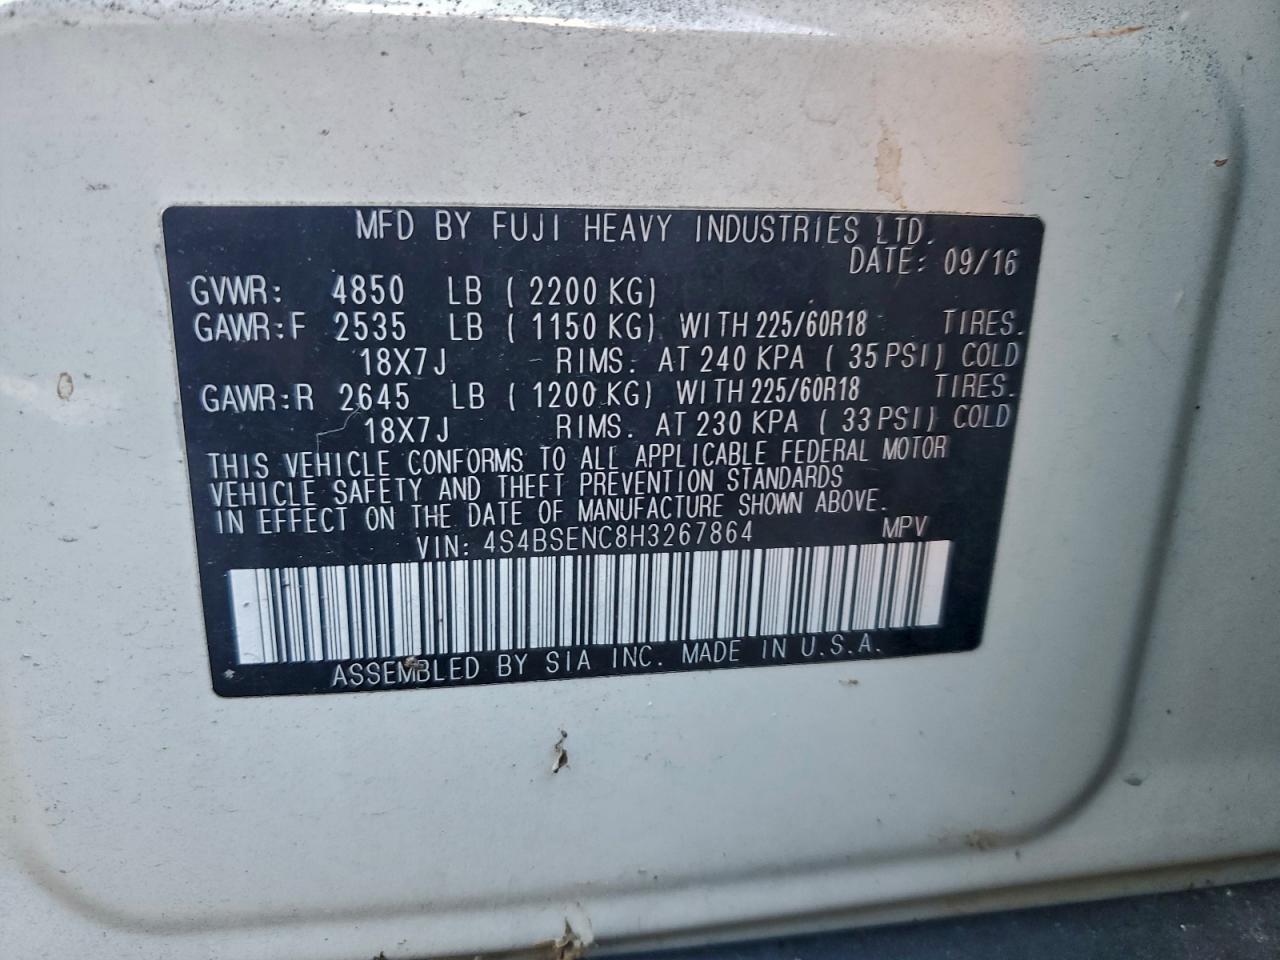 MFD BY FUJI HEAVY INDUSTRIES LTD.
DATE: 09/16
GVWR: 4850 LB ( 2200 KG)
GAWR:F 2535 LB ( 1150 KG) WITH 225/60R18 TIRES.
18X7J RIMS. AT 240 KPA ( 35 PSI) COLD
GAWR:R 2645 LB ( 1200 KG) WITH 225/60R18 TIRES.
18X7J RIMS. AT 230 KPA ( 33 PSI) COLD
THIS VEHICLE CONFORMS TO ALL APPLICABLE FEDERAL MOTOR
VEHICLE SAFETY AND THEFT PREVENTION STANDARDS
IN EFFECT ON THE DATE OF MANUFACTURE SHOWN ABOVE.
VIN: 4S4BSENC8H3267864 MPV
* ASSEMBLED BY SIA INC. MADE IN U.S.A.